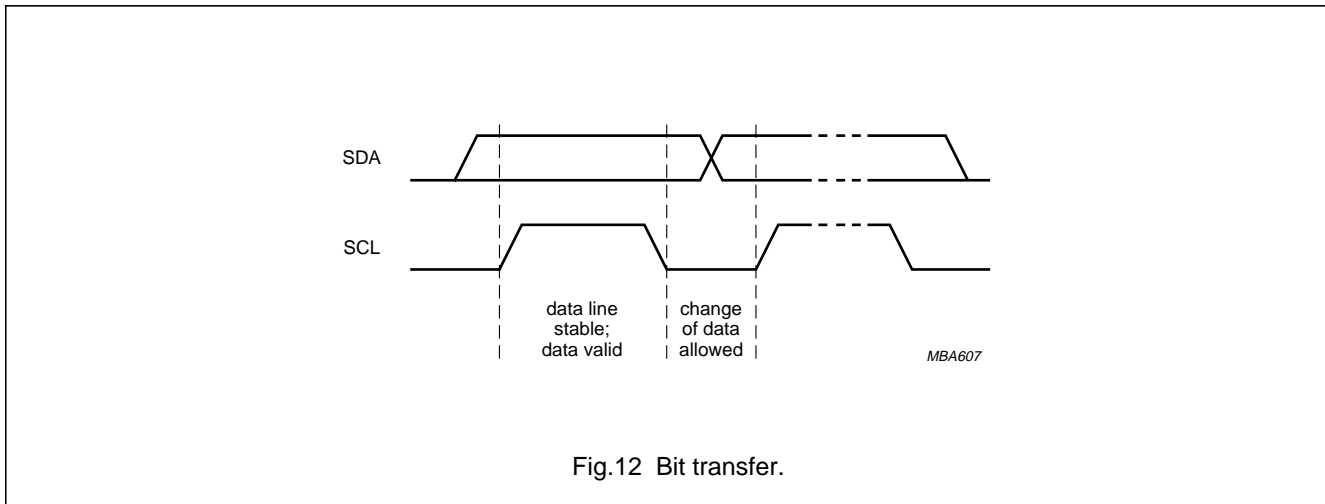 SDA
SCL
data line
stable;
data valid
change
of data
allowed
MBA607
Fig.12 Bit transfer.